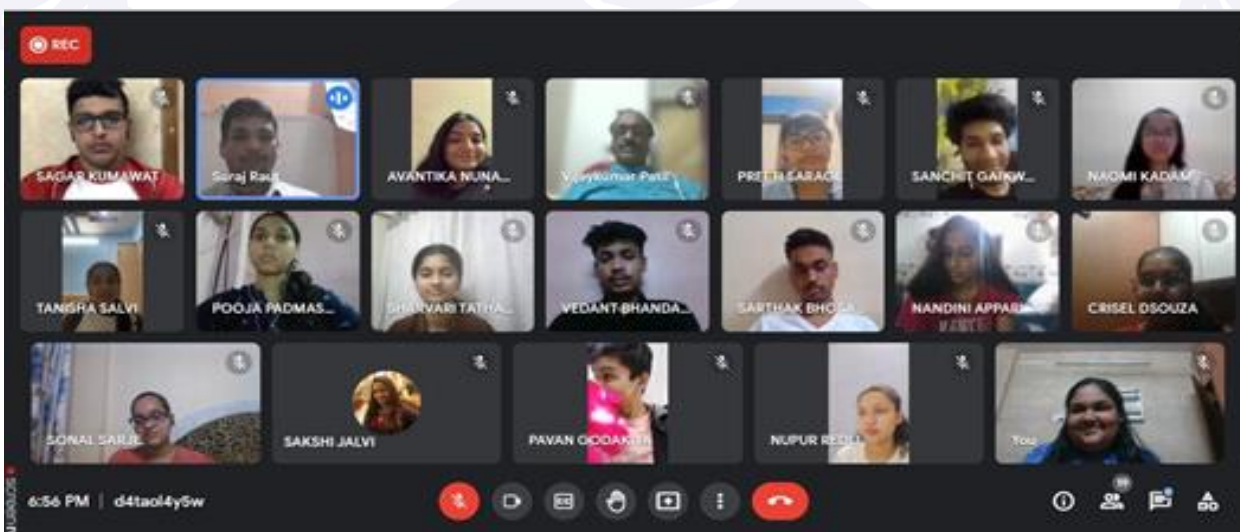 REC
SAGAR KUMAWAT
Suraj Raut
AVANTIKA NUNA...
Vijaykumar Patil
PREETI SARAGE
SANCHIT GAIKW...
NAOMI KADAM
TANISHA SALVI
POOJA PADMAS...
SHARVARI TATHA...
VEDANT BHANDA...
SARTHAK BHOSA...
NANDINI APPARI...
CRISEL DSOUZA
SONAL SARJE
SAKSHI JALVI
PAVAN
NUPUR
You
6:56 PM | d4taol4y5w